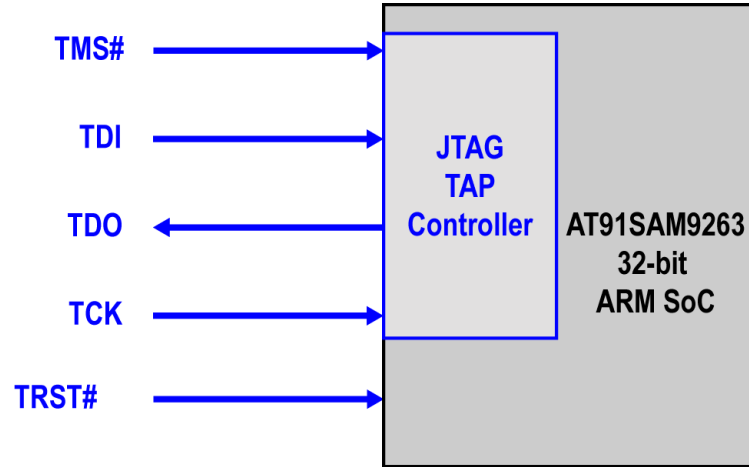 TMS#
TDI
TDO
TCK
TRST#
JTAG
TAP
Controller
AT91SAM9263
32-bit
ARM SoC